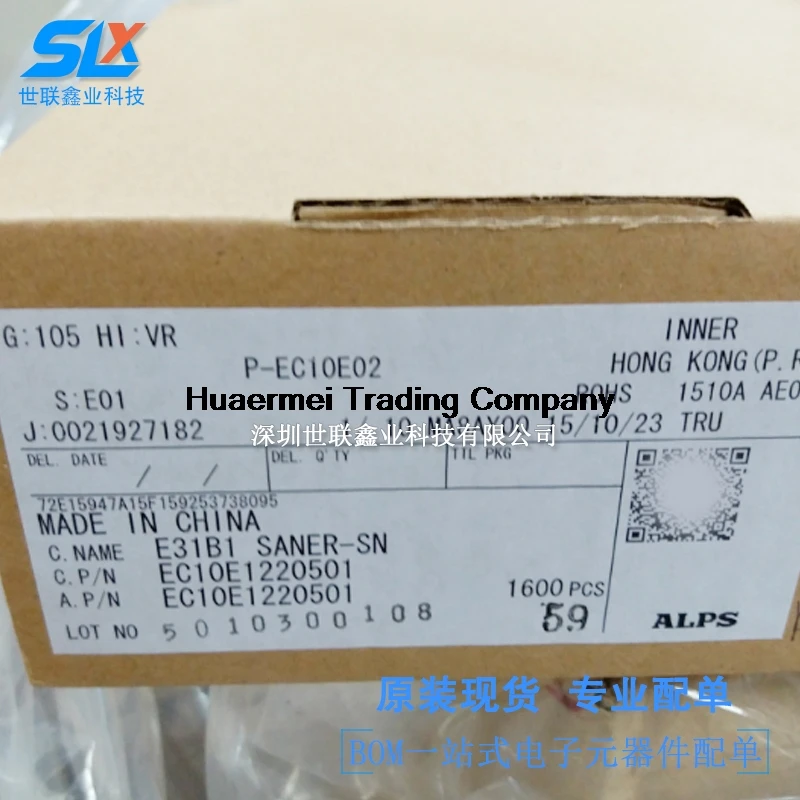 SLX
世联鑫业科技
G:105 HI:VR
INNER
P-EC10E02
HONG KONG(P.R
S:E01
Huaermei Trading Company
ROHS 1510A AE0
J:0021927182
15/10/23 TRU
深圳世联鑫业科技有限公司
DEL. DATE / /
DEL. Q'TY
TTL PKG
72E15947A15F159253738095
MADE IN CHINA
C.NAME E31B1 SANER-SN
C.P/N EC10E1220501
A.P/N EC10E1220501
1600 PCS
LOT NO 5010300108
59
ALPS
原装现货 专业配单
BOM一站式电子元器件配单